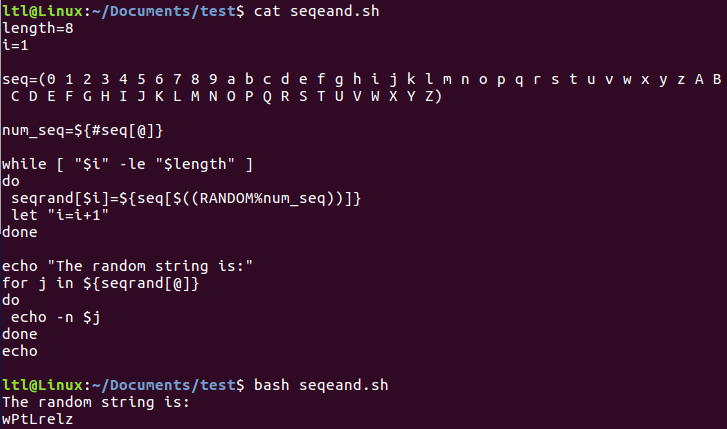 ltl@Linux:~/Documents/test$ cat seqeand.sh
length=8
i=1
seq=(0 1 2 3 4 5 6 7 8 9 a b c d e f g h i j k l m n o p q r s t u v w x y z A B
 C D E F G H I J K L M N O P Q R S T U V W X Y Z)
num_seq=${#seq[@]}
while [ "$i" -le "$length" ]
do
 seqrand[$i]=${seq[$((RANDOM%num_seq))]}
 let "i=i+1"
done
echo "The random string is:"
for j in ${seqrand[@]}
do
 echo -n $j
done
echo
ltl@Linux:~/Documents/test$ bash seqeand.sh
The random string is:
wPtLrelz